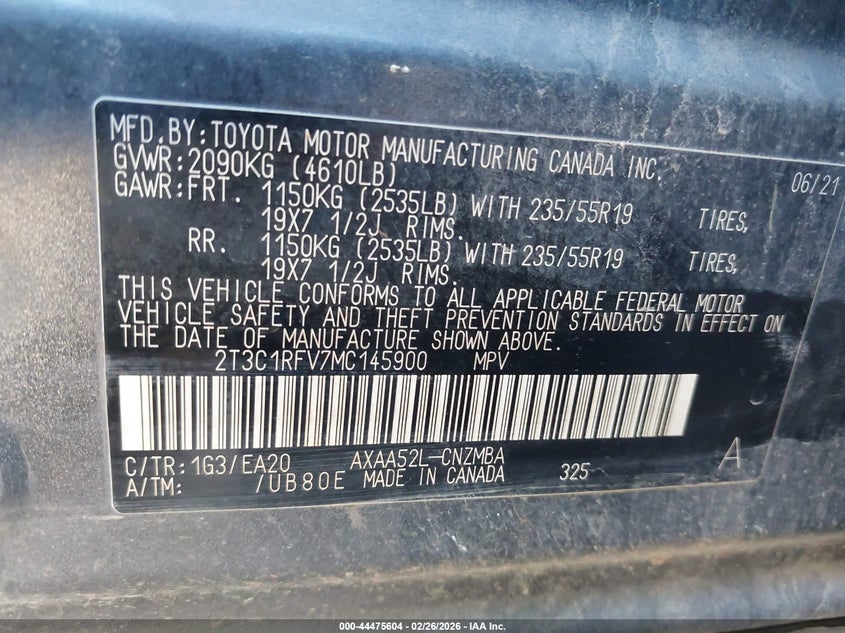 MFD.BY:TOYOTA MOTOR MANUFACTURING CANADA INC. 06/21
GVWR:2090KG (4610LB)
GAWR:FRT. 1150KG (2535LB) WITH 235/55R19 TIRES,
19X7 1/2J RIMS.
RR. 1150KG (2535LB) WITH 235/55R19 TIRES,
19X7 1/2J RIMS.
THIS VEHICLE CONFORMS TO ALL APPLICABLE FEDERAL MOTOR
VEHICLE SAFETY AND THEFT PREVENTION STANDARDS IN EFFECT ON
THE DATE OF MANUFACTURE SHOWN ABOVE.
2T3C1RFV7MC145900 MPV
C/TR:1G3/EA20 AXAA52L-CNZMBA A
A/TM: /UB80E MADE IN CANADA 325
000-44475604 - 02/26/2026 - IAA Inc.